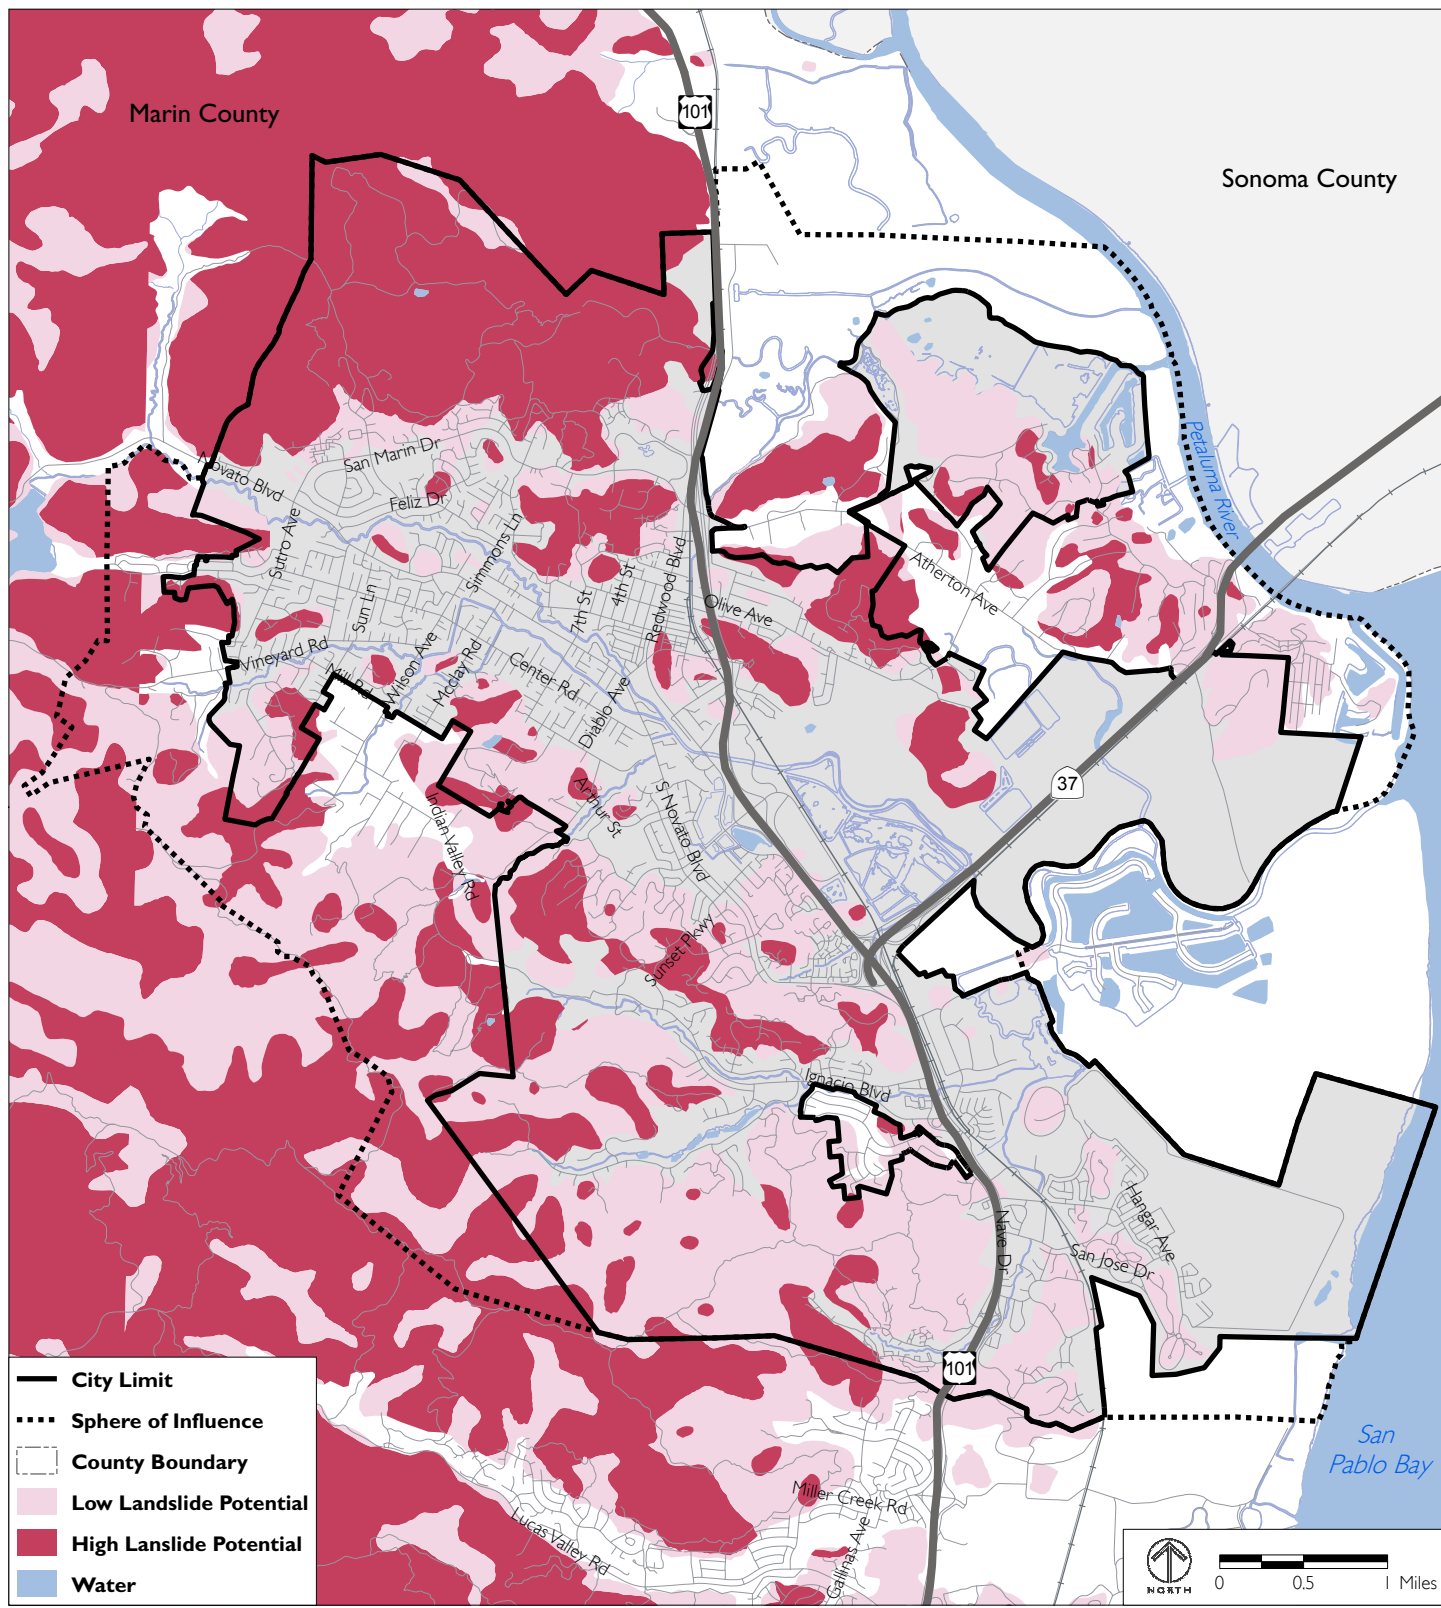 Marin County
101
Sonoma County
Petaluma River
San Marin Dr
Novato Blvd
Feliz Dr
Sutro Ave
Simmons Ln
Sun Ln
7th St
4th St
Redwood Blvd
Olive Ave
Atherton Ave
Vineyard Rd
Mill Rd
Wilson Ave
Mcclay Rd
Center Rd
Diablo Ave
37
Arthur St
S Novato Blvd
Indian Valley Rd
Sunset Pkwy
Ignacio Blvd
Nave Dr
Hangar Ave
San Jose Dr
101
City Limit
Sphere of Influence
County Boundary
Low Landslide Potential
High Lanslide Potential
Water
San
Pablo Bay
Miller Creek Rd
Lucas Valley Rd
Gallinas Ave
NORTH
0 0.5 1 Miles